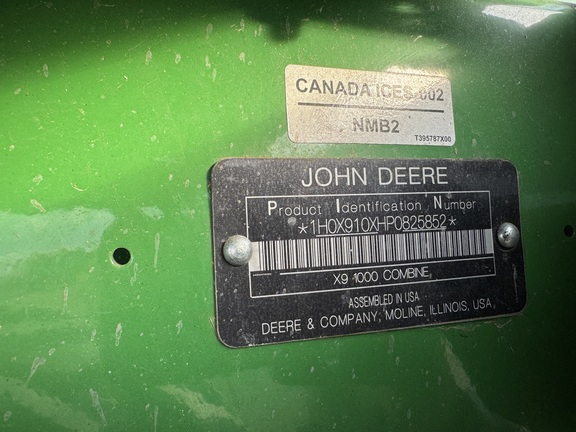 CANADA ICES-002
NMB2
T395787X00
JOHN DEERE
Product Identification Number
*1H0X910XHP0825852*
X9 1000 COMBINE
ASSEMBLED IN USA
DEERE & COMPANY, MOLINE, ILLINOIS, USA,